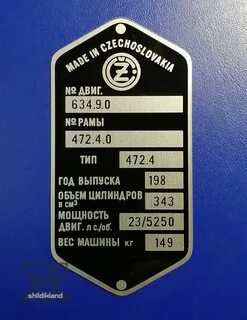 MADE IN CZECHOSLOVAKIA
ČZ
№ ДВИГ.
634.9.0
№ РАМЫ
472.4.0
ТИП 472.4
ГОД ВЫПУСКА 198
ОБЪЕМ ЦИЛИНДРОВ
в см³ 343
МОЩНОСТЬ
ДВИГ. л с./об. 23/5250
ВЕС МАШИНЫ кг 149
shildikland